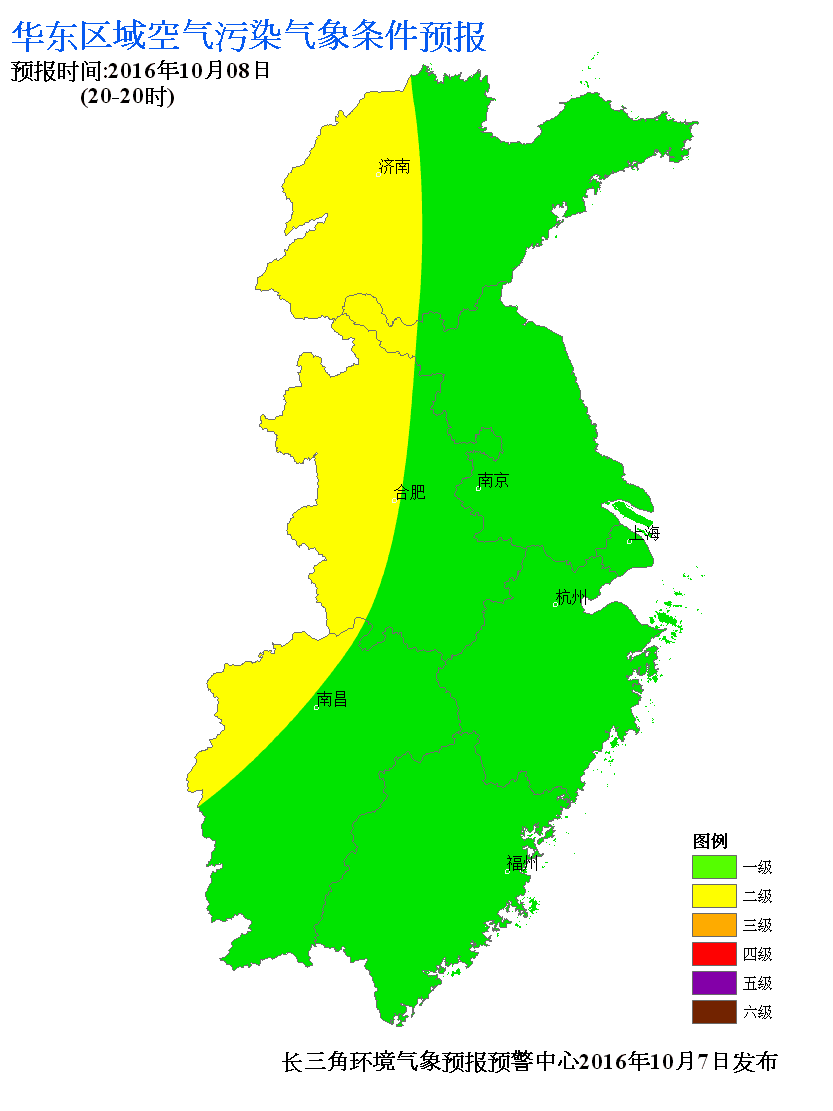 华东区域空气污染气象条件预报
预报时间:2016年10月08日
(20-20时)
济南
合肥
南京
上海
杭州
南昌
福州
图例
一级
二级
三级
四级
五级
六级
长三角环境气象预报预警中心2016年10月7日发布